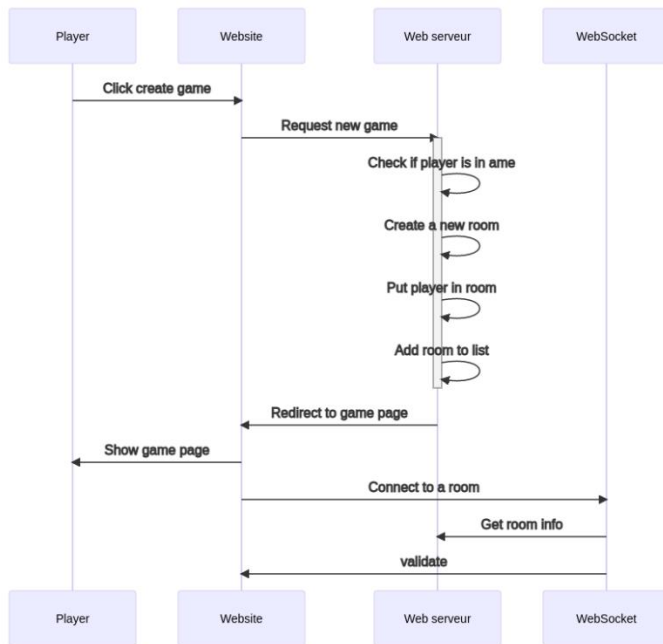 Player Website Web serveur WebSocket
Click create game
Request new game
Check if player is in ame
Create a new room
Put player in room
Add room to list
Redirect to game page
Show game page
Connect to a room
Get room info
validate
Player Website Web serveur WebSocket